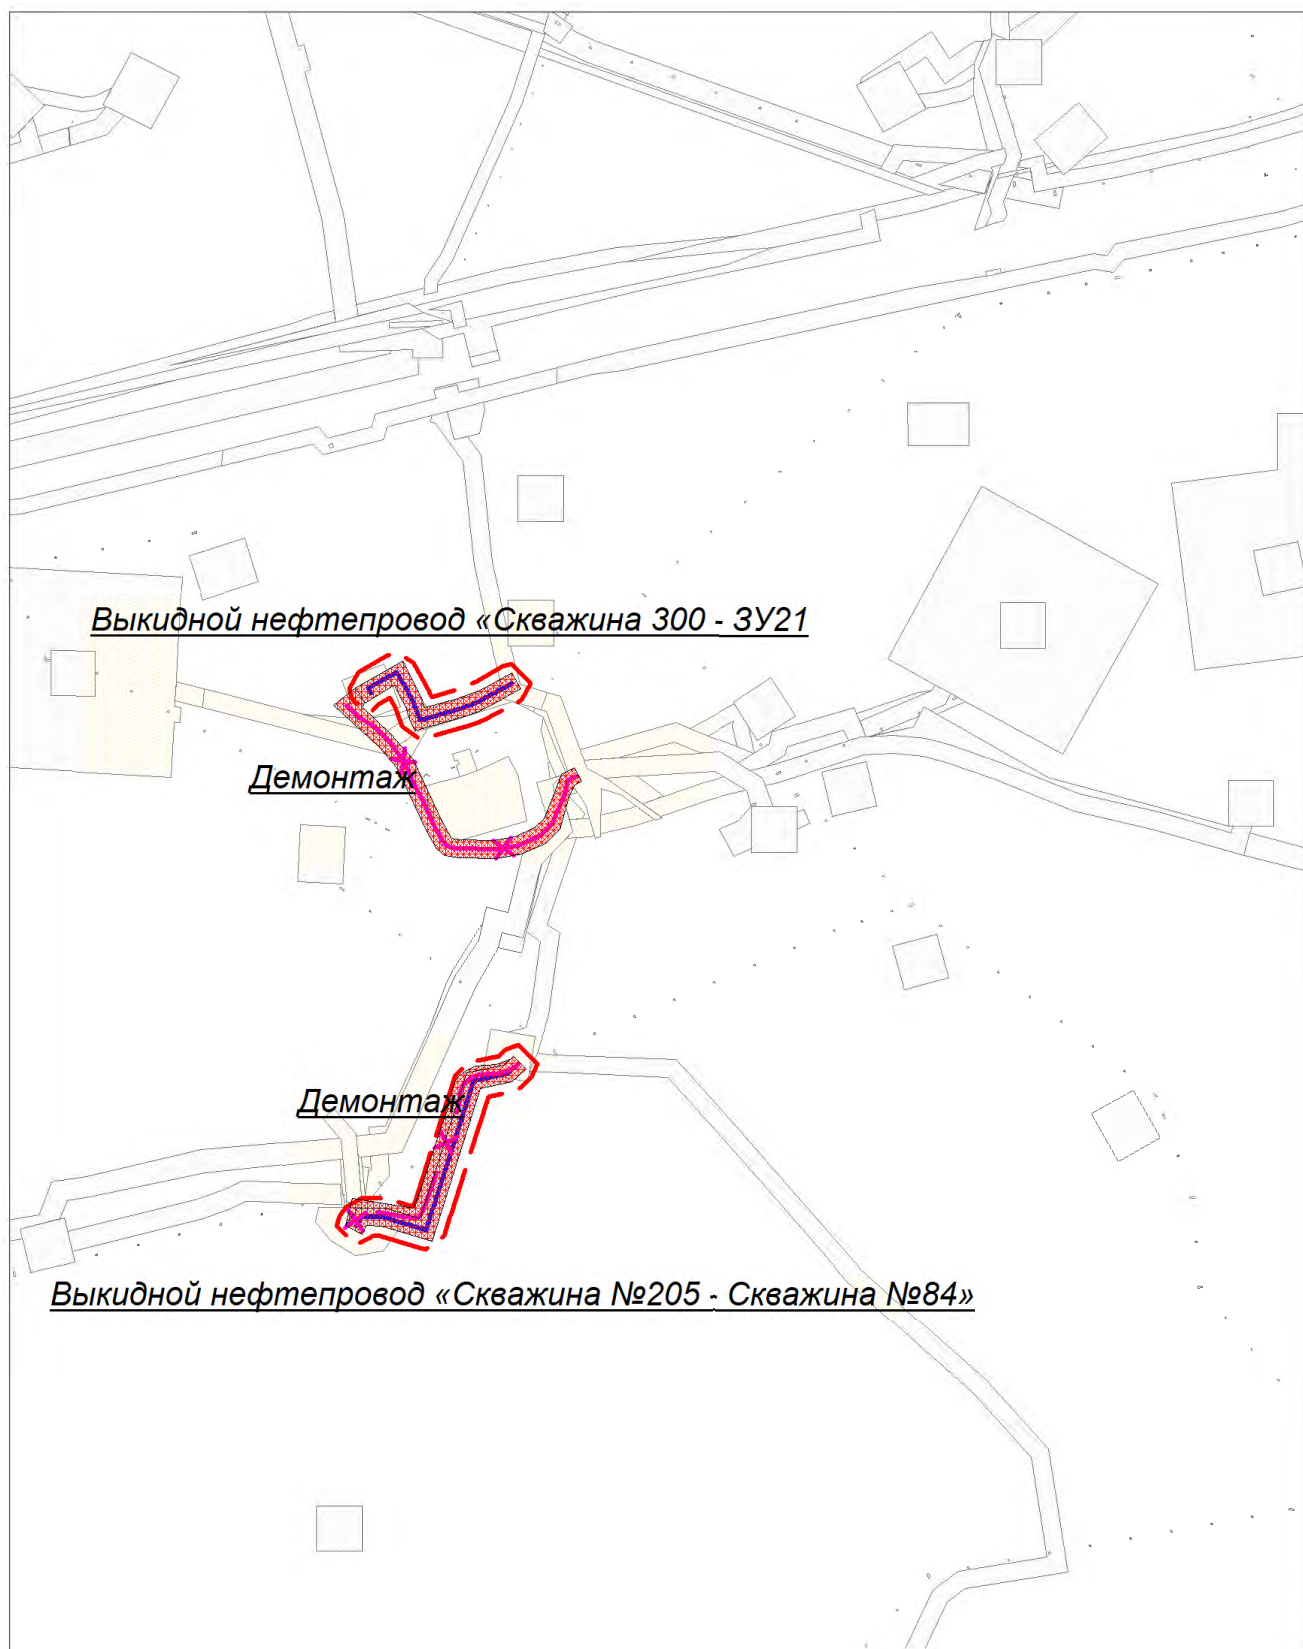 Выкидной нефтепровод «Скважина 300 - ЗУ21
Демонтаж
Демонтаж
Выкидной нефтепровод «Скважина №205 - Скважина №84»